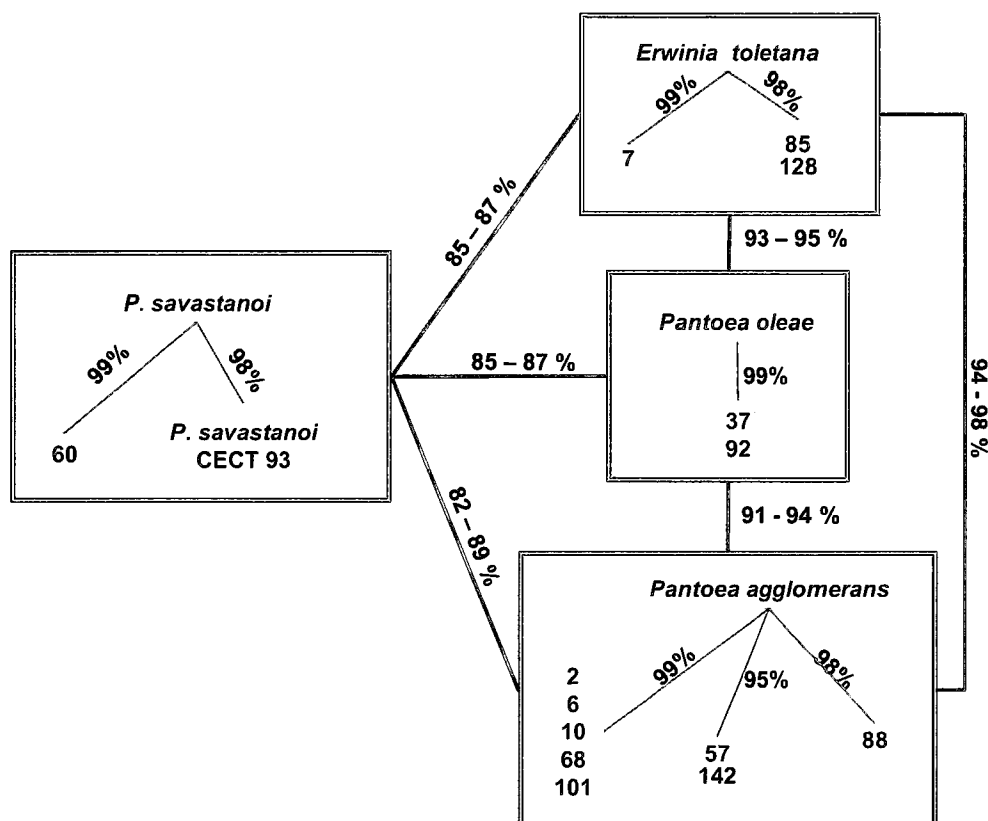 Erwinia toletana
99%
98%
7
85
128
85 – 87 %
93 – 95 %
P. savastanoi
99%
98%
60
P. savastanoi
CECT 93
85 – 87 %
Pantoea oleae
99%
37
92
94 - 98 %
82 – 89 %
91 - 94 %
Pantoea agglomerans
99%
95%
98%
2
6
10
68
101
57
142
88